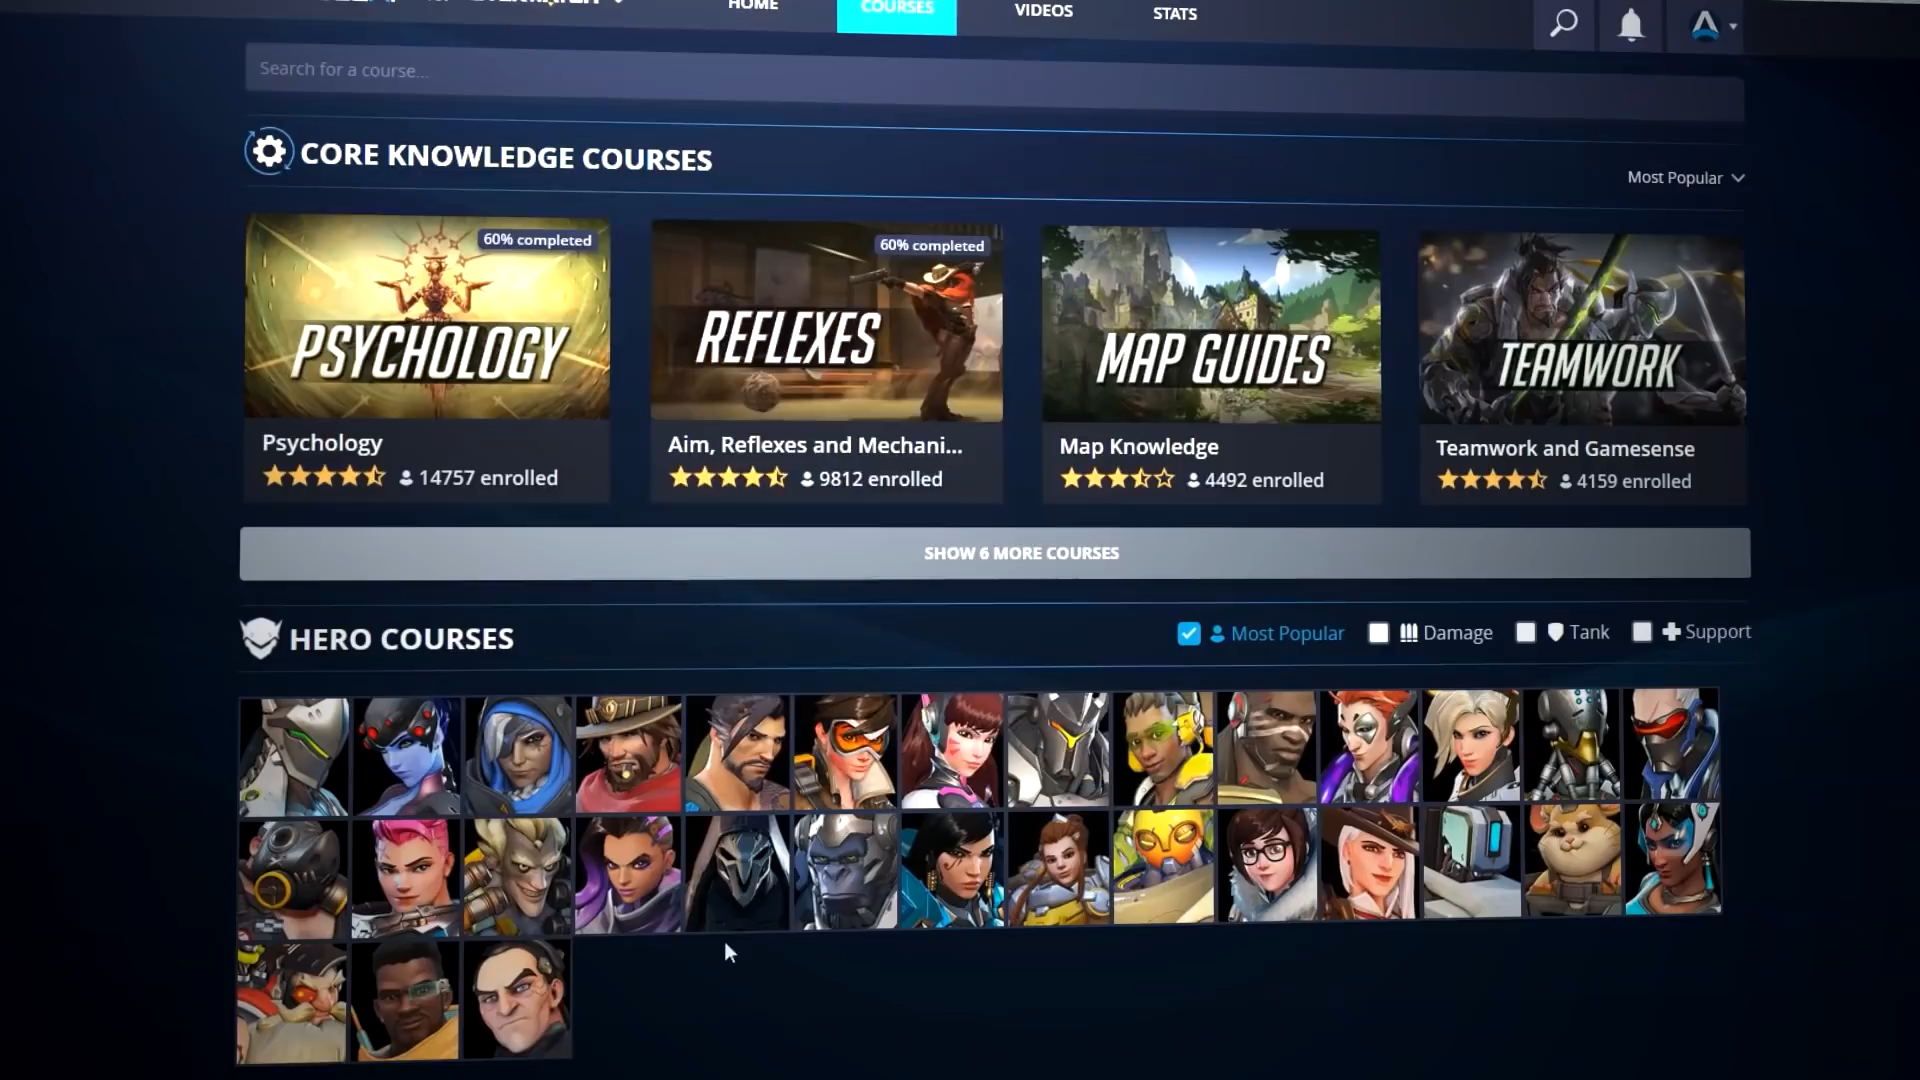 HOME
COURSES
VIDEOS
STATS
Search for a course...
CORE KNOWLEDGE COURSES
Most Popular
60% completed
60% completed
PSYCHOLOGY
REFLEXES
MAP GUIDES
TEAMWORK
Psychology
14757 enrolled
Aim, Reflexes and Mechani...
9812 enrolled
Map Knowledge
4492 enrolled
Teamwork and Gamesense
4159 enrolled
SHOW 6 MORE COURSES
HERO COURSES
Most Popular
Damage
Tank
Support